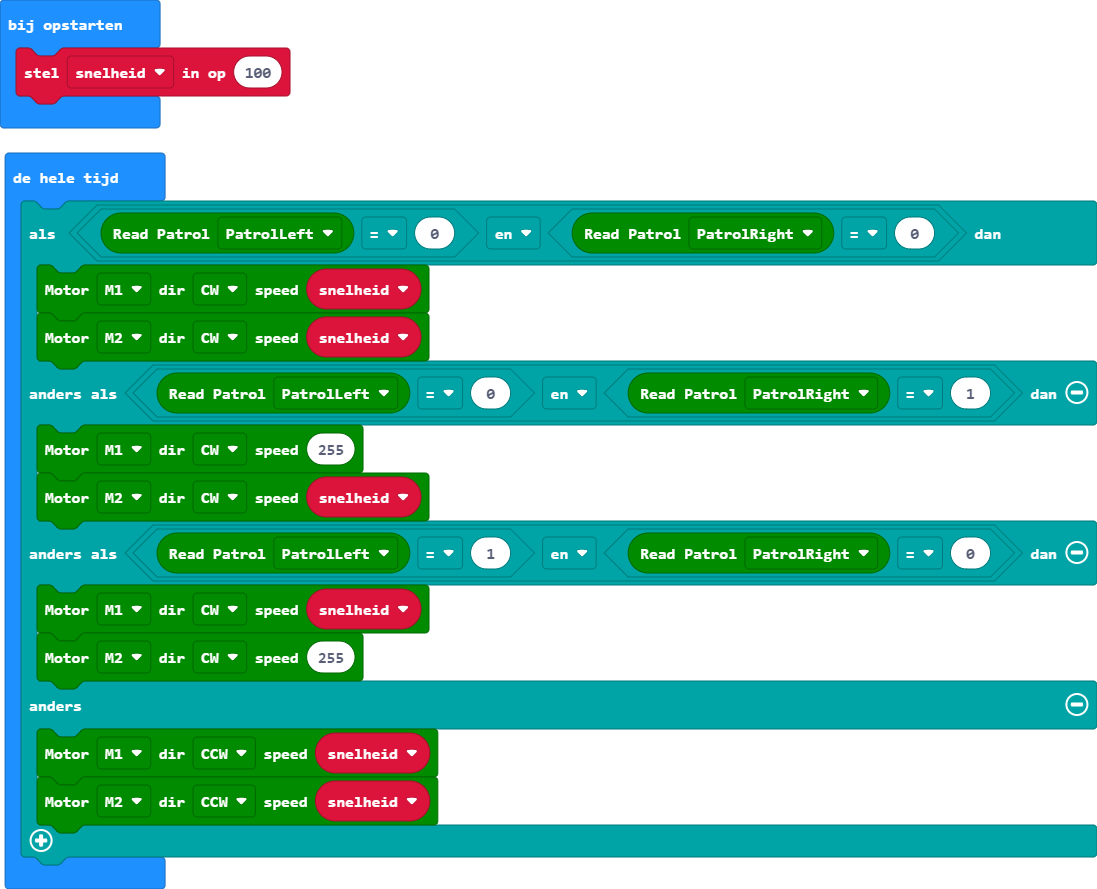 bij opstarten
stel snelheid in op 100
de hele tijd
als Read Patrol PatrolLeft = 0 en Read Patrol PatrolRight = 0 dan
Motor M1 dir CW speed snelheid
Motor M2 dir CW speed snelheid
anders als Read Patrol PatrolLeft = 0 en Read Patrol PatrolRight = 1 dan
Motor M1 dir CW speed 255
Motor M2 dir CW speed snelheid
anders als Read Patrol PatrolLeft = 1 en Read Patrol PatrolRight = 0 dan
Motor M1 dir CW speed snelheid
Motor M2 dir CW speed 255
anders
Motor M1 dir CCW speed snelheid
Motor M2 dir CCW speed snelheid